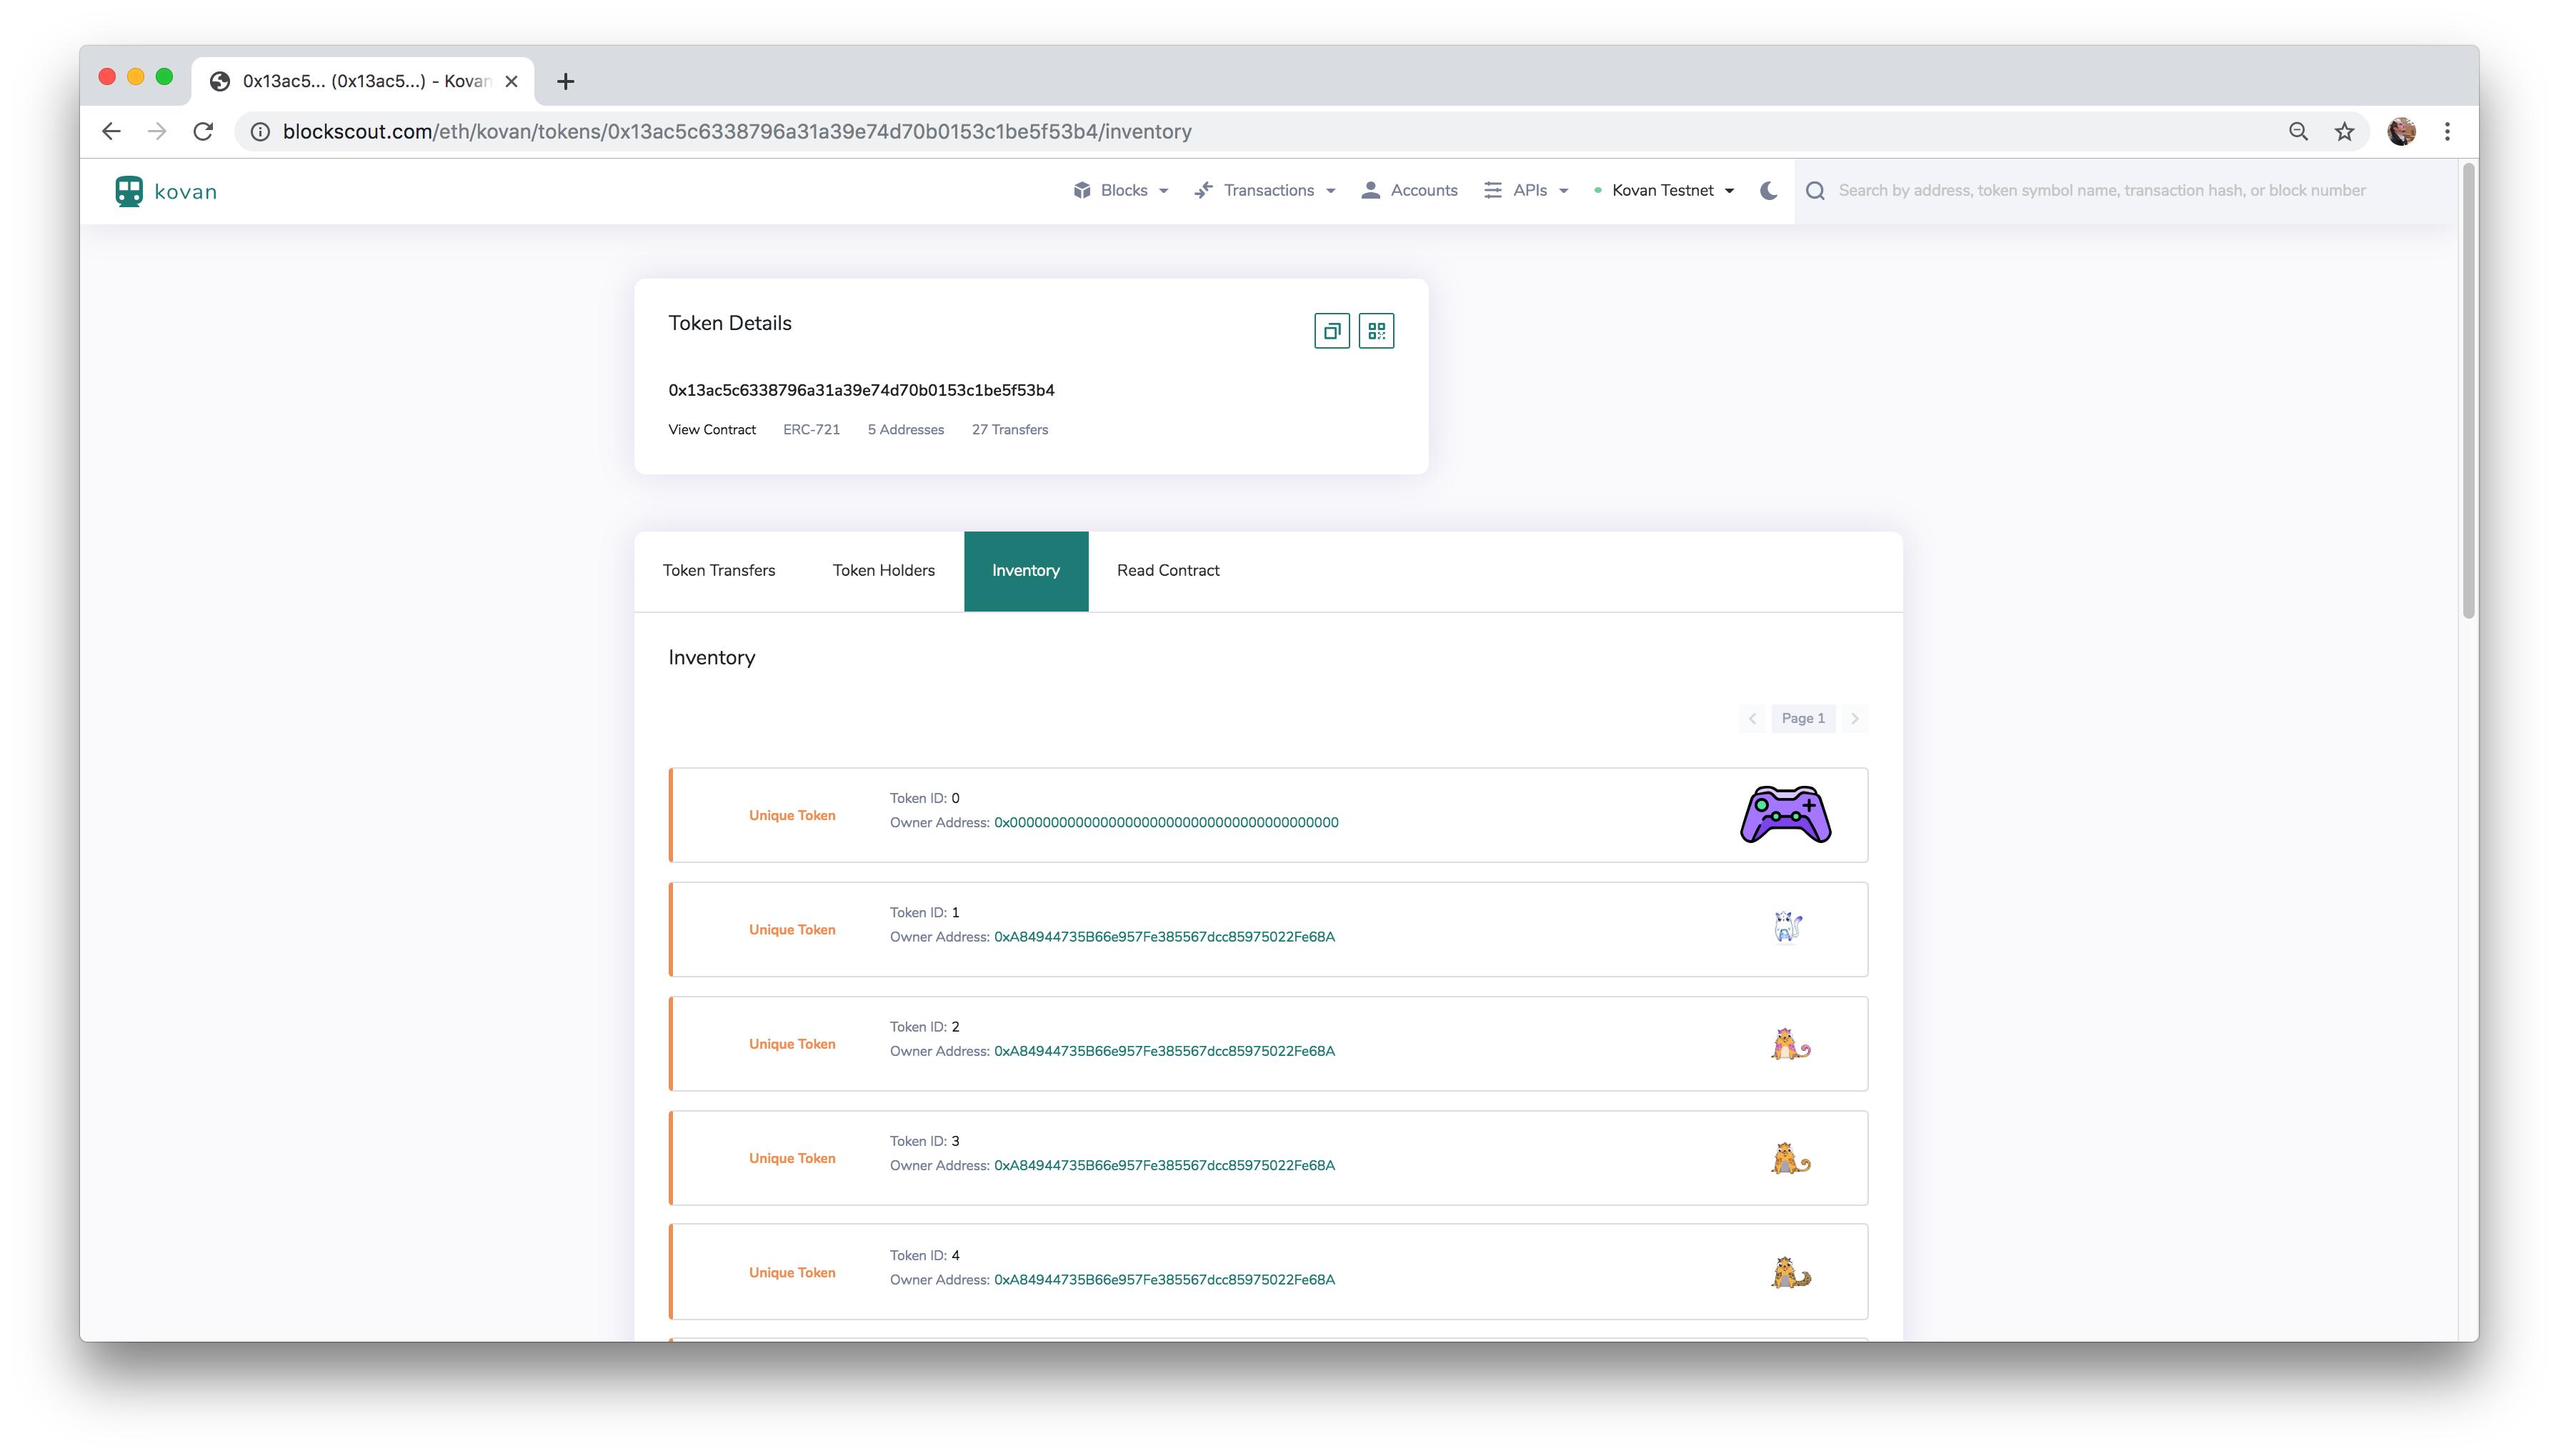 0x13ac5... (0x13ac5...) - Kovan
blockscout.com/eth/kovan/tokens/0x13ac5c6338796a31a39e74d70b0153c1be5f53b4/inventory
kovan
Blocks
Transactions
Accounts
APIs
Kovan Testnet
Search by address, token symbol name, transaction hash, or block number
Token Details
0x13ac5c6338796a31a39e74d70b0153c1be5f53b4
View Contract ERC-721 5 Addresses 27 Transfers
Token Transfers Token Holders Inventory Read Contract
Inventory
Page 1
Unique Token
Token ID: 0
Owner Address: 0x0000000000000000000000000000000000000000
Unique Token
Token ID: 1
Owner Address: 0xA84944735B66e957Fe385567dcc85975022Fe68A
Unique Token
Token ID: 2
Owner Address: 0xA84944735B66e957Fe385567dcc85975022Fe68A
Unique Token
Token ID: 3
Owner Address: 0xA84944735B66e957Fe385567dcc85975022Fe68A
Unique Token
Token ID: 4
Owner Address: 0xA84944735B66e957Fe385567dcc85975022Fe68A